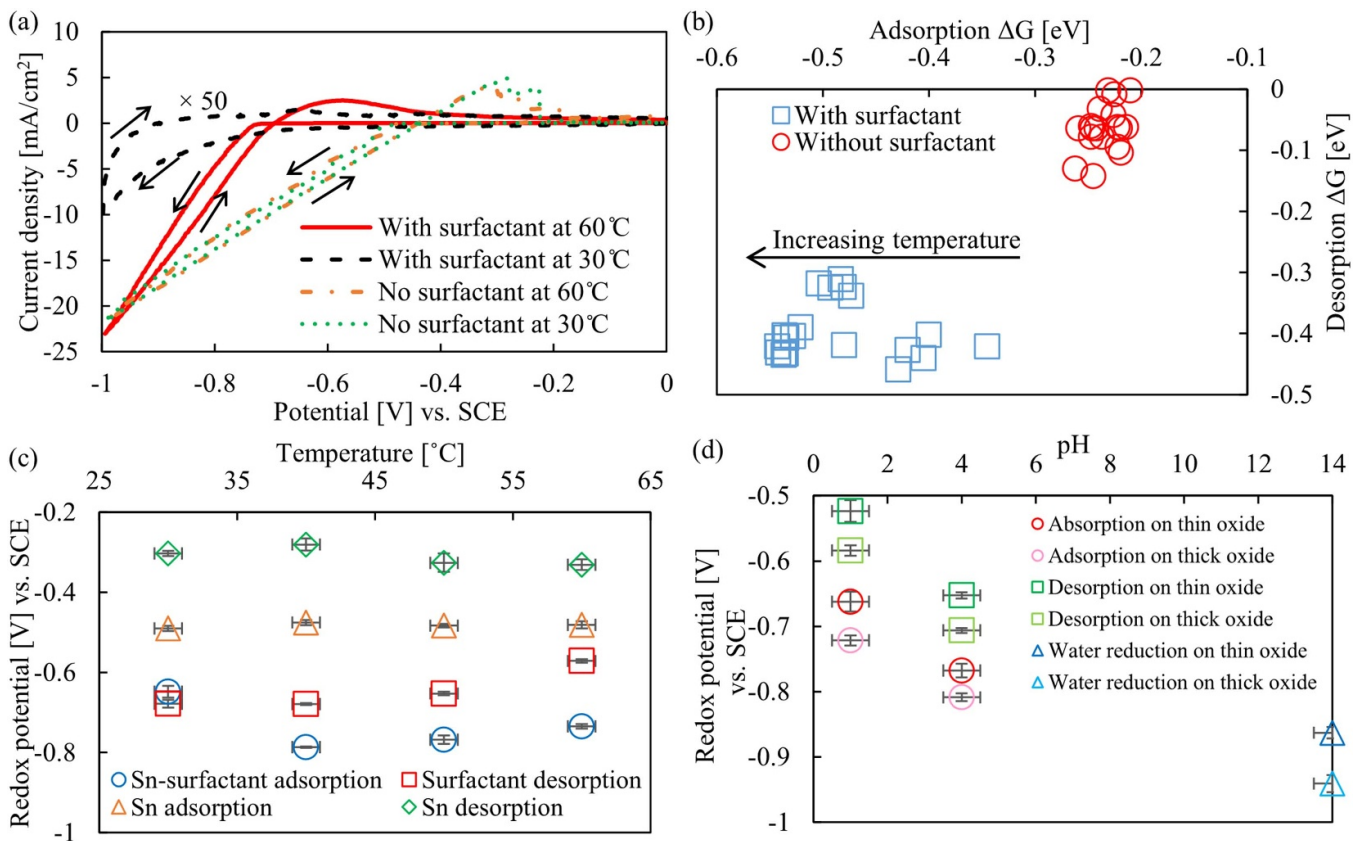 (a)
10
5
0
-5
-10
-15
-20
-25
Current density [mA/cm²]
× 50
With surfactant at 60℃
With surfactant at 30℃
No surfactant at 60℃
No surfactant at 30℃
-1 -0.8 -0.6 -0.4 -0.2 0
Potential [V] vs. SCE
(b)
Adsorption ΔG [eV]
-0.6 -0.5 -0.4 -0.3 -0.2 -0.1
With surfactant
Without surfactant
Increasing temperature
0
-0.1
-0.2
-0.3
-0.4
-0.5
Desorption ΔG [eV]
(c)
Temperature [˚C]
25 35 45 55 65
-0.2
-0.4
-0.6
-0.8
-1
Redox potential [V] vs. SCE
Sn-surfactant adsorption
Surfactant desorption
Sn adsorption
Sn desorption
(d)
pH
0 2 4 6 8 10 12 14
-0.5
-0.6
-0.7
-0.8
-0.9
-1
Redox potential [V]
vs. SCE
Absorption on thin oxide
Adsorption on thick oxide
Desorption on thin oxide
Desorption on thick oxide
Water reduction on thin oxide
Water reduction on thick oxide